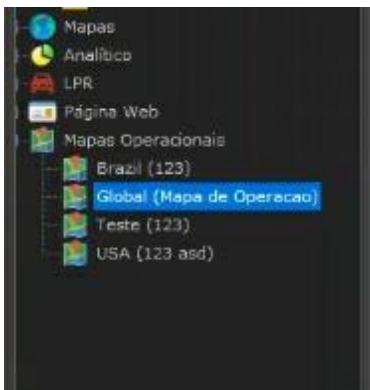 Mapas
Analítico
LPR
Página Web
Mapas Operacionais
Brazil (123)
Global (Mapa de Operacao)
Teste (123)
USA (123 asd)